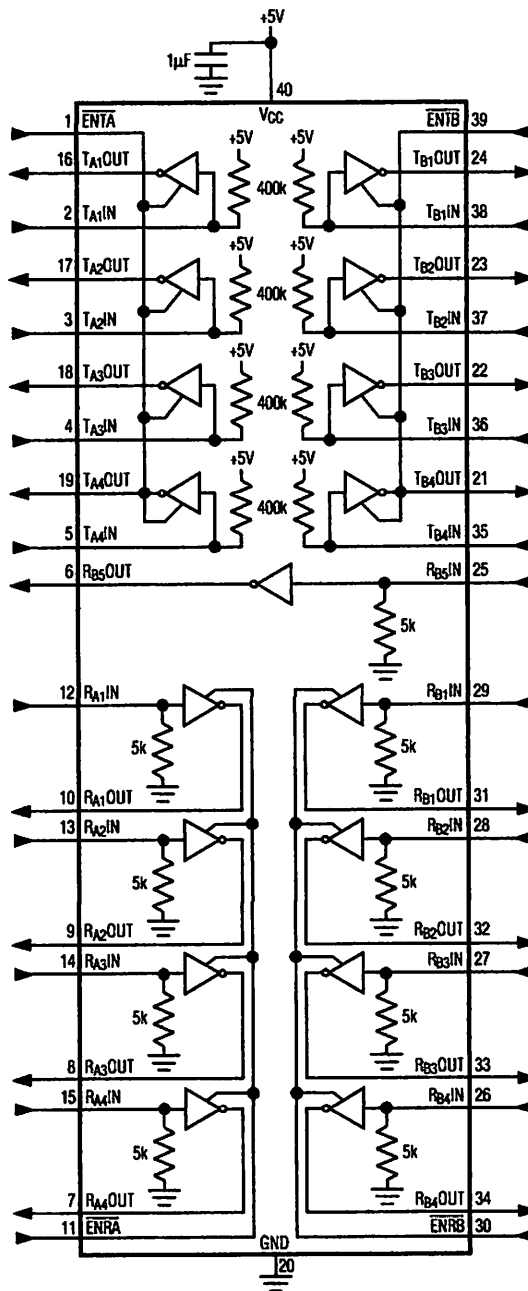 +5V
1µF
40
VCC
1 ENTA ENTB 39
16 TA1OUT +5V +5V TB1OUT 24
400k
2 TA1IN TB1IN 38
17 TA2OUT +5V +5V TB2OUT 23
400k
3 TA2IN TB2IN 37
18 TA3OUT +5V +5V TB3OUT 22
400k
4 TA3IN TB3IN 36
19 TA4OUT +5V +5V TB4OUT 21
400k
5 TA4IN TB4IN 35
6 RB5OUT RB5IN 25
5k
12 RA1IN RB1IN 29
5k 5k
10 RA1OUT RB1OUT 31
13 RA2IN RB2IN 28
5k 5k
9 RA2OUT RB2OUT 32
14 RA3IN RB3IN 27
5k 5k
8 RA3OUT RB3OUT 33
15 RA4IN RB4IN 26
5k 5k
7 RA4OUT RB4OUT 34
11 ENRA ENRB 30
GND
20